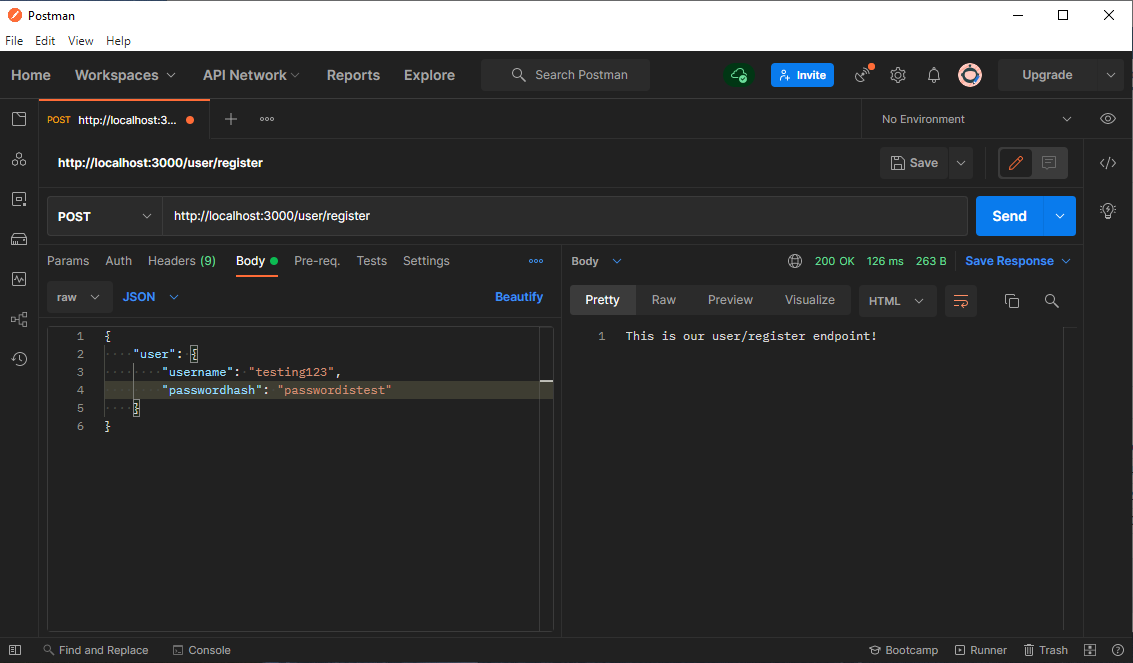 Postman
File Edit View Help
Home Workspaces API Network Reports Explore Search Postman Invite Upgrade
POST http://localhost:3... No Environment
http://localhost:3000/user/register Save
POST http://localhost:3000/user/register Send
Params Auth Headers (9) Body Pre-req. Tests Settings
Body 200 OK 126 ms 263 B Save Response
raw JSON Beautify
Pretty Raw Preview Visualize HTML
1 {
2 "user": {
3 "username": "testing123",
4 "passwordhash": "passwordistest"
5 }
6 }
1 This is our user/register endpoint!
Find and Replace Console Bootcamp Runner Trash